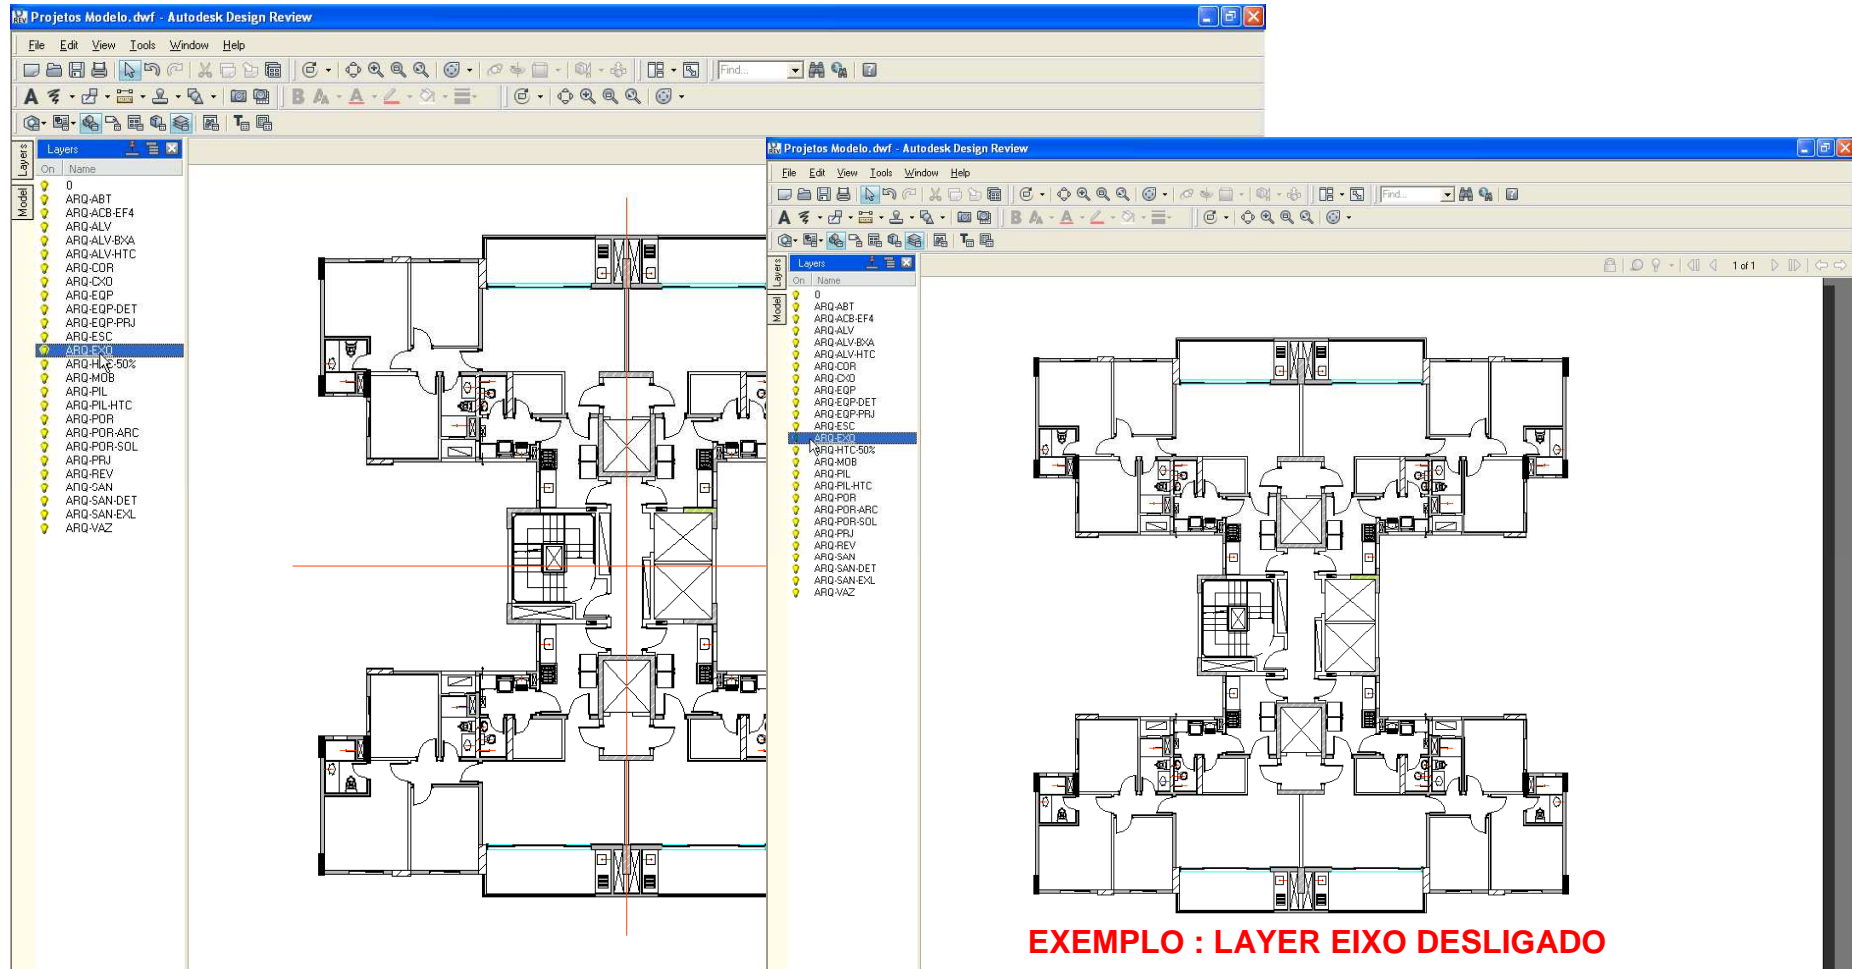 Projetos Modelo.dwf - Autodesk Design Review
File Edit View Tools Window Help
Find...
Layers
Model
Layers
On Name
0
ARQ-ABT
ARQ-ACB-EF4
ARQ-ALV
ARQ-ALV-BXA
ARQ-ALV-HTC
ARQ-COR
ARQ-CXO
ARQ-EQP
ARQ-EQP-DET
ARQ-EQP-PRJ
ARQ-ESC
ARQ-EXO
ARQ-HTC-50%
ARQ-MOB
ARQ-PIL
ARQ-PIL-HTC
ARQ-POR
ARQ-POR-ARC
ARQ-POR-SOL
ARQ-PRJ
ARQ-REV
ARQ-SAN
ARQ-SAN-DET
ARQ-SAN-EXL
ARQ-VAZ
Projetos Modelo.dwf - Autodesk Design Review
File Edit View Tools Window Help
Find...
1 of 1
Layers
Model
Layers
On Name
0
ARQ-ABT
ARQ-ACB-EF4
ARQ-ALV
ARQ-ALV-BXA
ARQ-ALV-HTC
ARQ-COR
ARQ-CXO
ARQ-EQP
ARQ-EQP-DET
ARQ-EQP-PRJ
ARQ-ESC
ARQ-EXO
ARQ-HTC-50%
ARQ-MOB
ARQ-PIL
ARQ-PIL-HTC
ARQ-POR
ARQ-POR-ARC
ARQ-POR-SOL
ARQ-PRJ
ARQ-REV
ARQ-SAN
ARQ-SAN-DET
ARQ-SAN-EXL
ARQ-VAZ
EXEMPLO : LAYER EIXO DESLIGADO